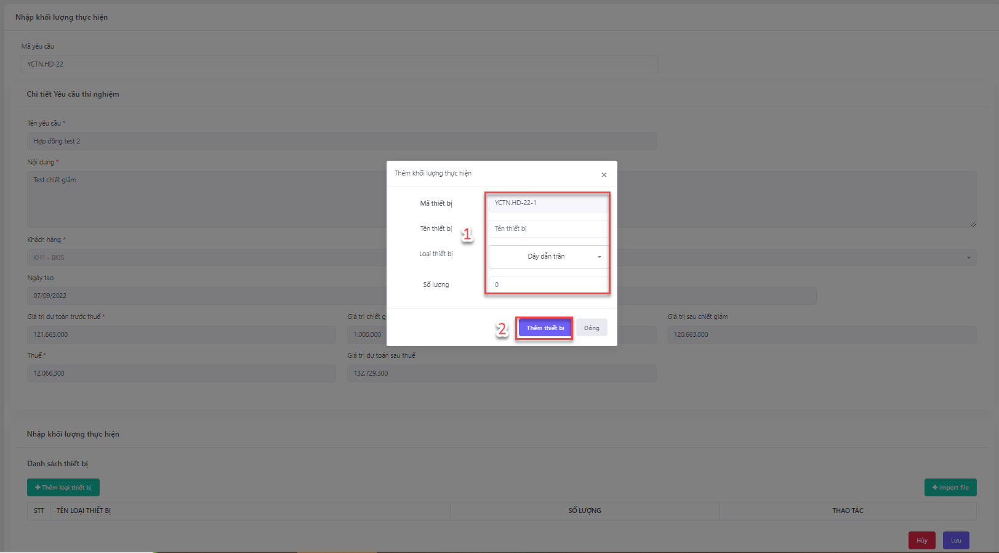 Nhập khối lượng thực hiện
Mã yêu cầu
YCTN.HD-22
Chi tiết Yêu cầu thí nghiệm
Tên yêu cầu *
Hợp đồng test 2
Nội dung *
Test chiết giảm
Khách hàng *
KH1 - BKIS
Ngày tạo
07/09/2022
Giá trị dự toán trước thuế *
121.663.000
Giá trị chiết g
1.000.000
Giá trị sau chiết giảm
120.663.000
Thuế *
12.066.300
Giá trị dự toán sau thuế
132.729.300
Thêm khối lượng thực hiện
×
Mã thiết bị
YCTN.HD-22-1
Tên thiết bị
Tên thiết bị
1
Loại thiết bị
Dây dẫn trần
Số lượng
0
2
Thêm thiết bị
Đóng
Nhập khối lượng thực hiện
Danh sách thiết bị
+ Thêm loại thiết bị
+ Import file
STT
TÊN LOẠI THIẾT BỊ
SỐ LƯỢNG
THAO TÁC
Hủy
Lưu